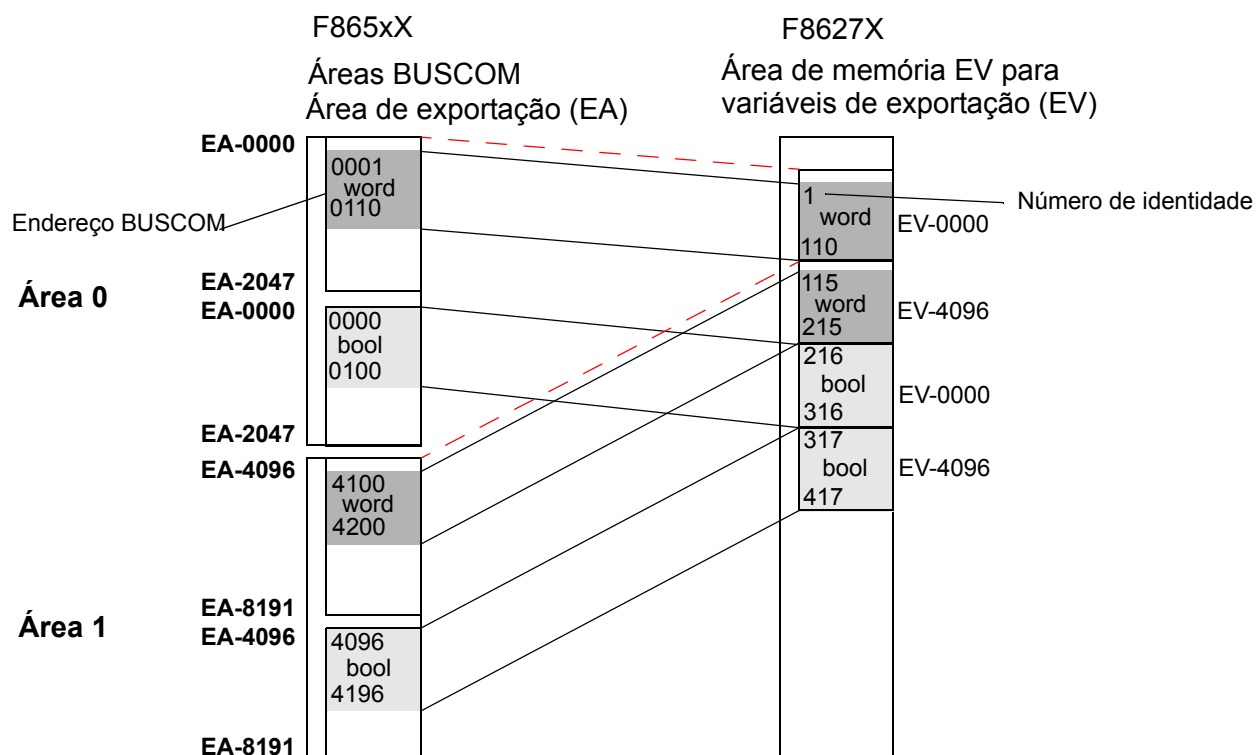 F865xX
Áreas BUSCOM
Área de exportação (EA)
F8627X
Área de memória EV para
variáveis de exportação (EV)
EA-0000
0001
word
0110
Endereço BUSCOM
EA-2047
Área 0
EA-0000
0000
bool
0100
EA-2047
EA-4096
4100
word
4200
EA-8191
Área 1
EA-4096
4096
bool
4196
EA-8191
1
word
110
EV-0000
Número de identidade
115
word
215
EV-4096
216
bool
316
EV-0000
317
bool
417
EV-4096